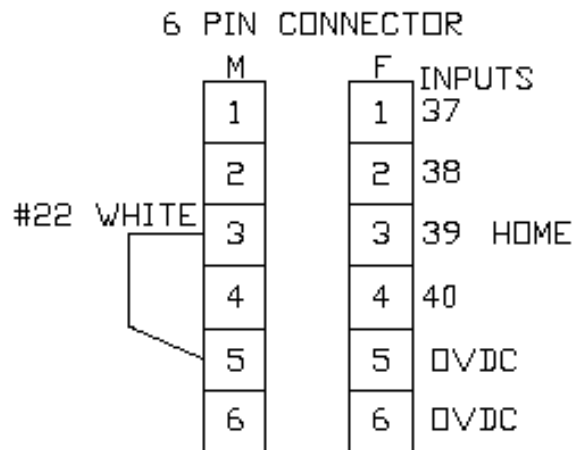 6 PIN CONNECTOR
M F INPUTS
1 1 37
2 2 38
#22 WHITE 3 3 39 HOME
4 4 40
5 5 0VDC
6 6 0VDC